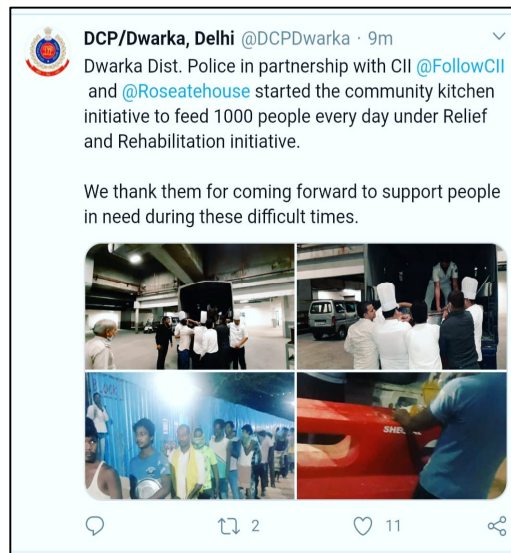 DCP/Dwarka, Delhi @DCPDwarka · 9m
Dwarka Dist. Police in partnership with CII @FollowCII
and @Roseatehouse started the community kitchen
initiative to feed 1000 people every day under Relief
and Rehabilitation initiative.
We thank them for coming forward to support people
in need during these difficult times.
2
11